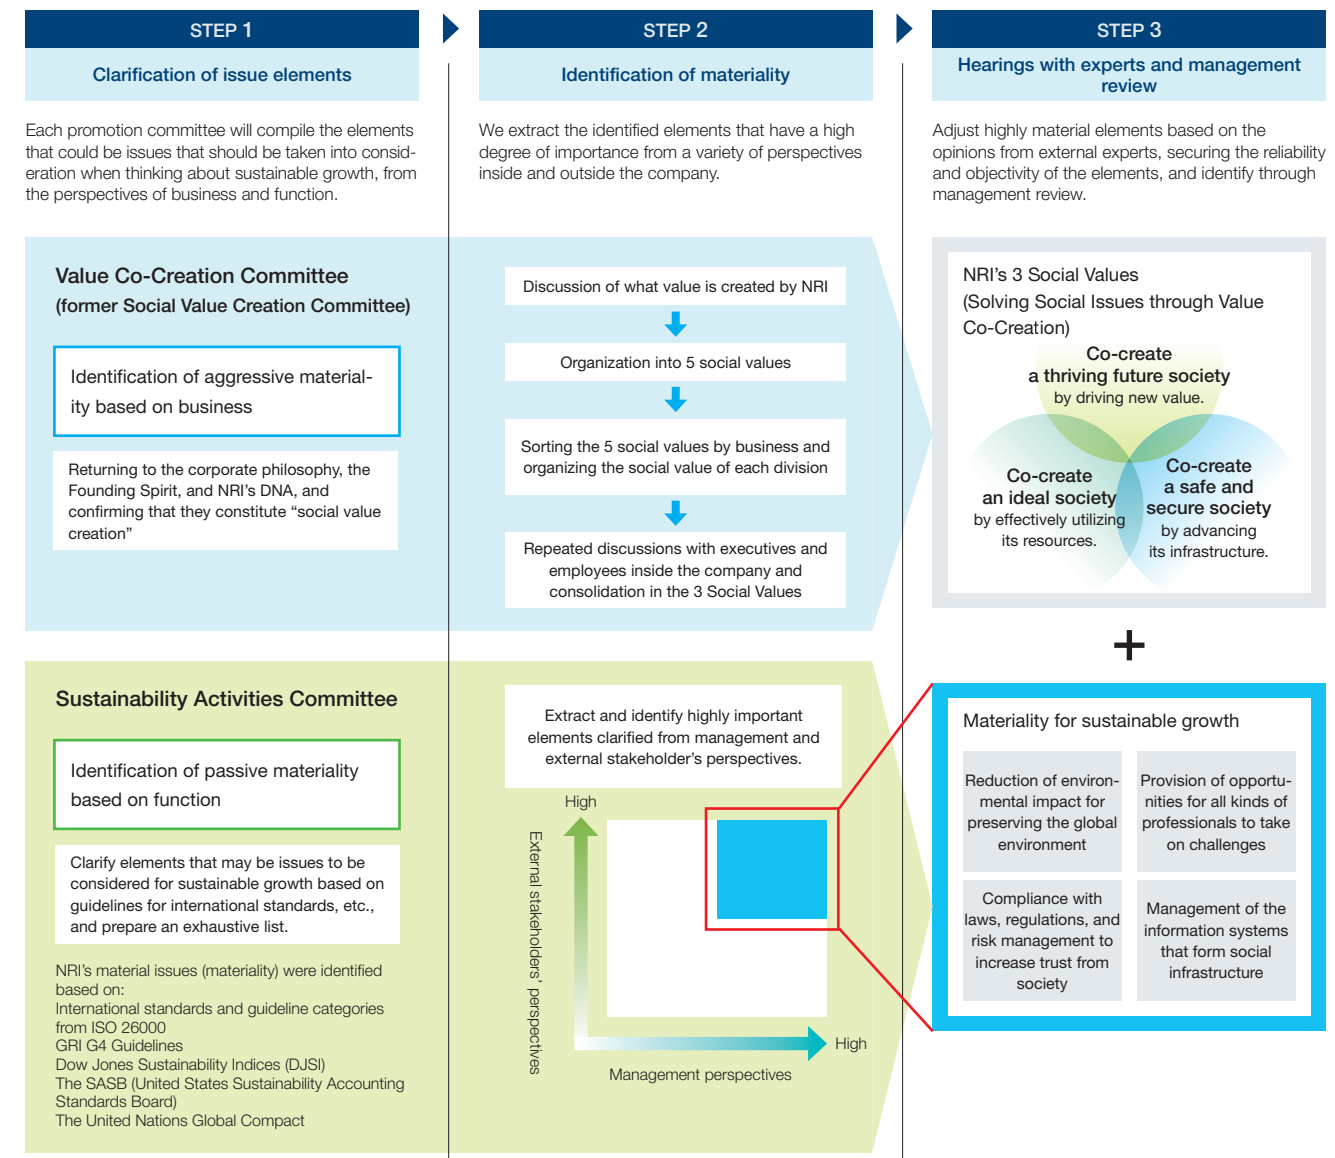 STEP 1
Clarification of issue elements
Each promotion committee will compile the elements
that could be issues that should be taken into consid-
eration when thinking about sustainable growth, from
the perspectives of business and function.
STEP 2
Identification of materiality
We extract the identified elements that have a high
degree of importance from a variety of perspectives
inside and outside the company.
STEP 3
Hearings with experts and management
review
Adjust highly material elements based on the
opinions from external experts, securing the reliability
and objectivity of the elements, and identify through
management review.
Value Co-Creation Committee
(former Social Value Creation Committee)
Identification of aggressive material-
ity based on business
Returning to the corporate philosophy, the
Founding Spirit, and NRI’s DNA, and
confirming that they constitute “social value
creation”
Discussion of what value is created by NRI
Organization into 5 social values
Sorting the 5 social values by business and
organizing the social value of each division
Repeated discussions with executives and
employees inside the company and
consolidation in the 3 Social Values
NRI’s 3 Social Values
(Solving Social Issues through Value
Co-Creation)
Co-create
a thriving future society
by driving new value.
Co-create
an ideal society
by effectively utilizing
its resources.
Co-create
a safe and
secure society
by advancing
its infrastructure.
+
Sustainability Activities Committee
Identification of passive materiality
based on function
Clarify elements that may be issues to be
considered for sustainable growth based on
guidelines for international standards, etc.,
and prepare an exhaustive list.
NRI’s material issues (materiality) were identified
based on:
International standards and guideline categories
from ISO 26000
GRI G4 Guidelines
Dow Jones Sustainability Indices (DJSI)
The SASB (United States Sustainability Accounting
Standards Board)
The United Nations Global Compact
Extract and identify highly important
elements clarified from management and
external stakeholder’s perspectives.
High
External stakeholders’ perspectives
High
Management perspectives
Materiality for sustainable growth
Reduction of environ-
mental impact for
preserving the global
environment
Provision of opportu-
nities for all kinds of
professionals to take
on challenges
Compliance with
laws, regulations, and
risk management to
increase trust from
society
Management of the
information systems
that form social
infrastructure